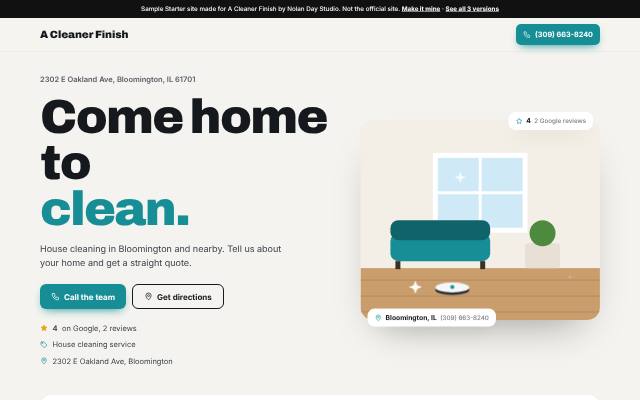 Sample Starter site made for A Cleaner Finish by Nolan Day Studio. Not the official site. Make it mine · See all 3 versions
A Cleaner Finish
(309) 663-8240
2302 E Oakland Ave, Bloomington, IL 61701
Come home
to
clean.
4 2 Google reviews
House cleaning in Bloomington and nearby. Tell us about
your home and get a straight quote.
Call the team
Get directions
Bloomington, IL (309) 663-8240
4 on Google, 2 reviews
House cleaning service
2302 E Oakland Ave, Bloomington